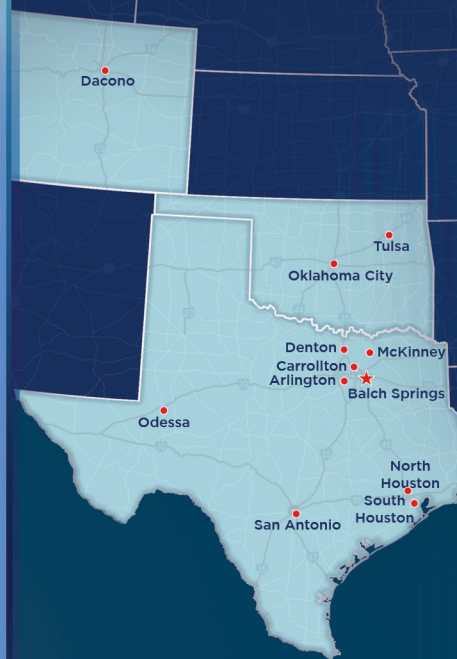 Dacono
Tulsa
Oklahoma City
Denton
McKinney
Carrollton
Arlington
Balch Springs
Odessa
North
Houston
South
Houston
San Antonio